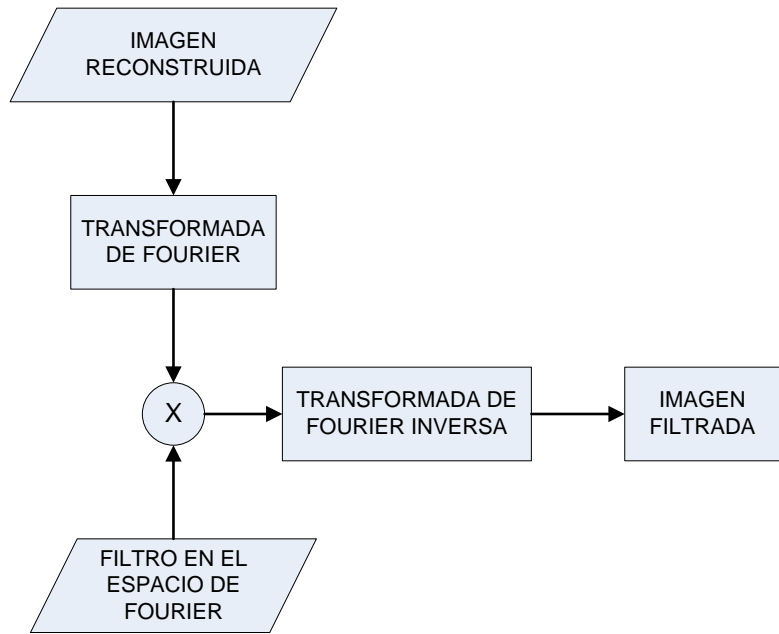 IMAGEN
RECONSTRUIDA
TRANSFORMADA
DE FOURIER
X
TRANSFORMADA DE
FOURIER INVERSA
IMAGEN
FILTRADA
FILTRO EN EL
ESPACIO DE
FOURIER